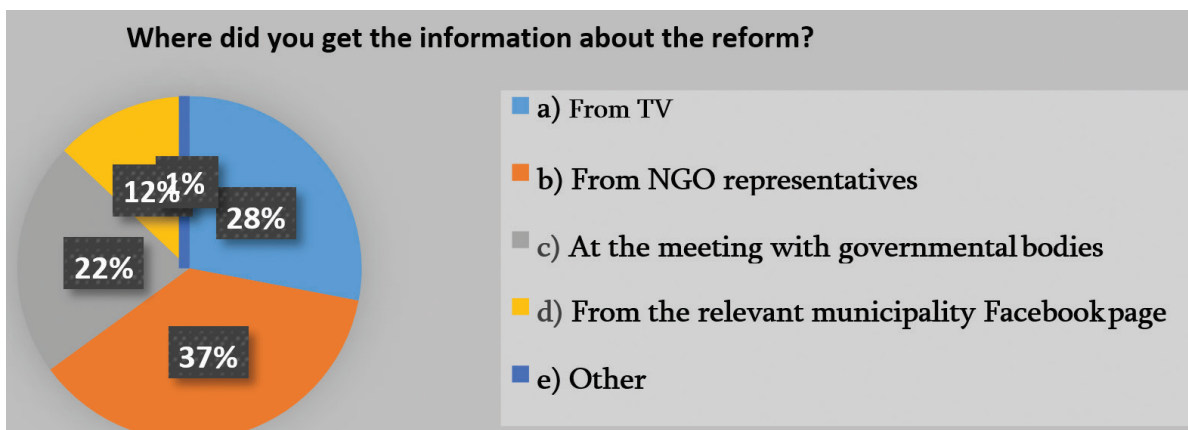 Where did you get the information about the reform?
12%
1%
28%
22%
37%
a) From TV
b) From NGO representatives
c) At the meeting with governmental bodies
d) From the relevant municipality Facebook page
e) Other